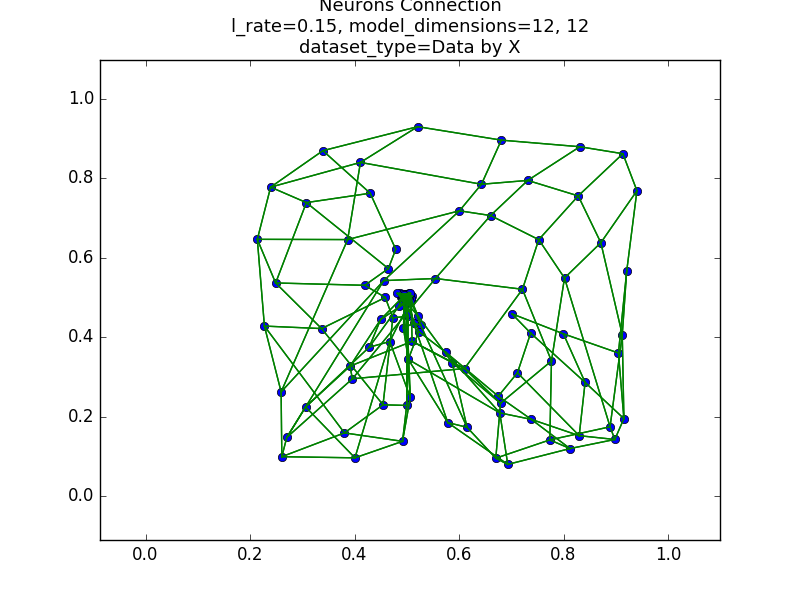 Neurons Connection
l_rate=0.15, model_dimensions=12, 12
dataset_type=Data by X
1.0
0.8
0.6
0.4
0.2
0.0
0.0 0.2 0.4 0.6 0.8 1.0